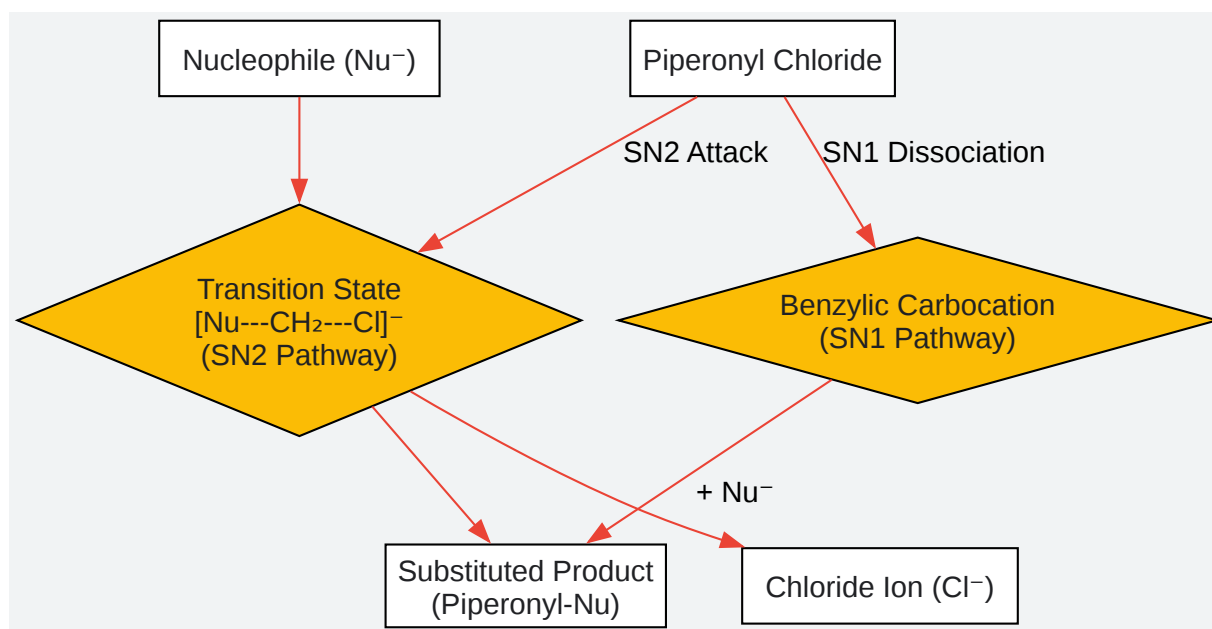 Nucleophile (Nu⁻)
Piperonyl Chloride
SN2 Attack
SN1 Dissociation
Transition State
[Nu---CH₂---Cl]⁻
(SN2 Pathway)
Benzylic Carbocation
(SN1 Pathway)
+ Nu⁻
Substituted Product
(Piperonyl-Nu)
Chloride Ion (Cl⁻)